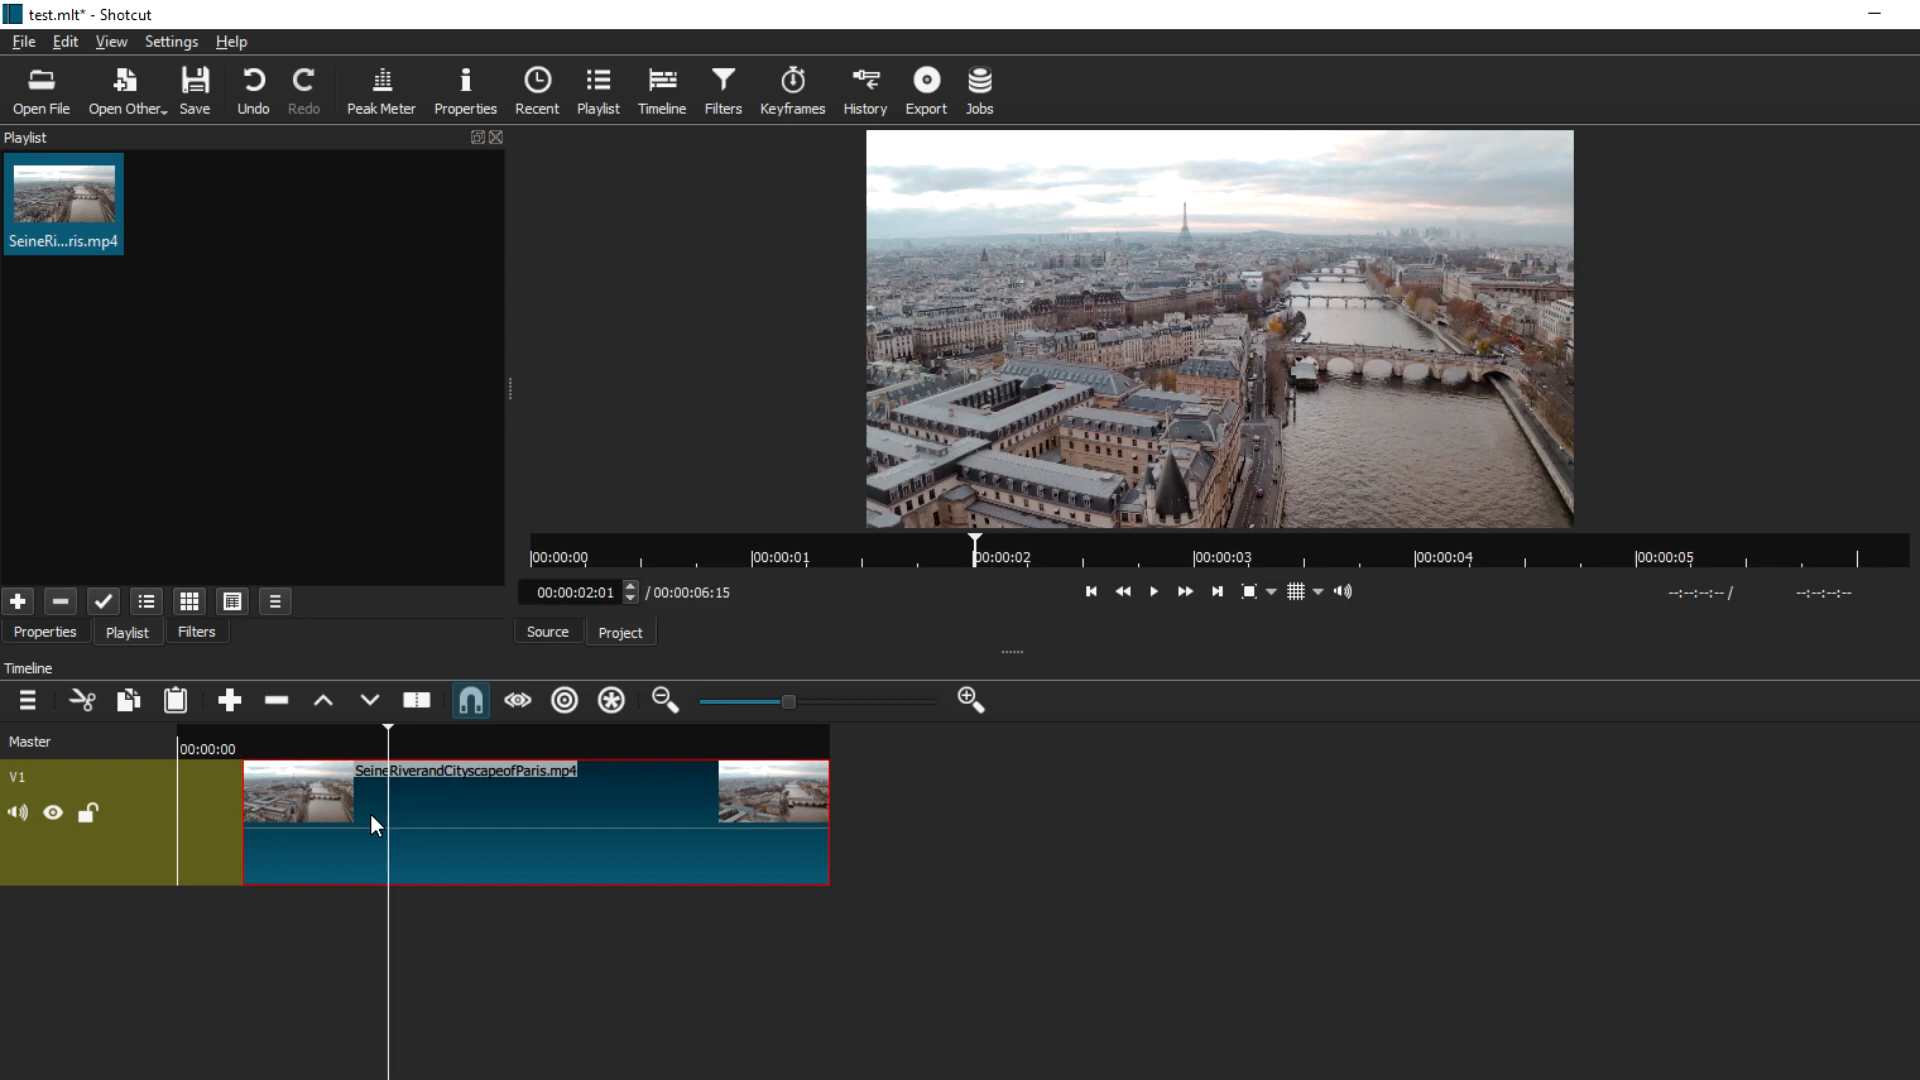 test.mlt* - Shotcut
File Edit View Settings Help
Open File Open Other Save Undo Redo Peak Meter Properties Recent Playlist Timeline Filters Keyframes History Export Jobs
Playlist
SeineRi...ris.mp4
00:00:00 00:00:01 00:00:02 00:00:03 00:00:04 00:00:05
00:00:02:01 / 00:00:06:15 --:--:--:-- / --:--:--:--
Properties Playlist Filters Source Project
Timeline
Master
00:00:00
V1 SeineRiverandCityscapeofParis.mp4